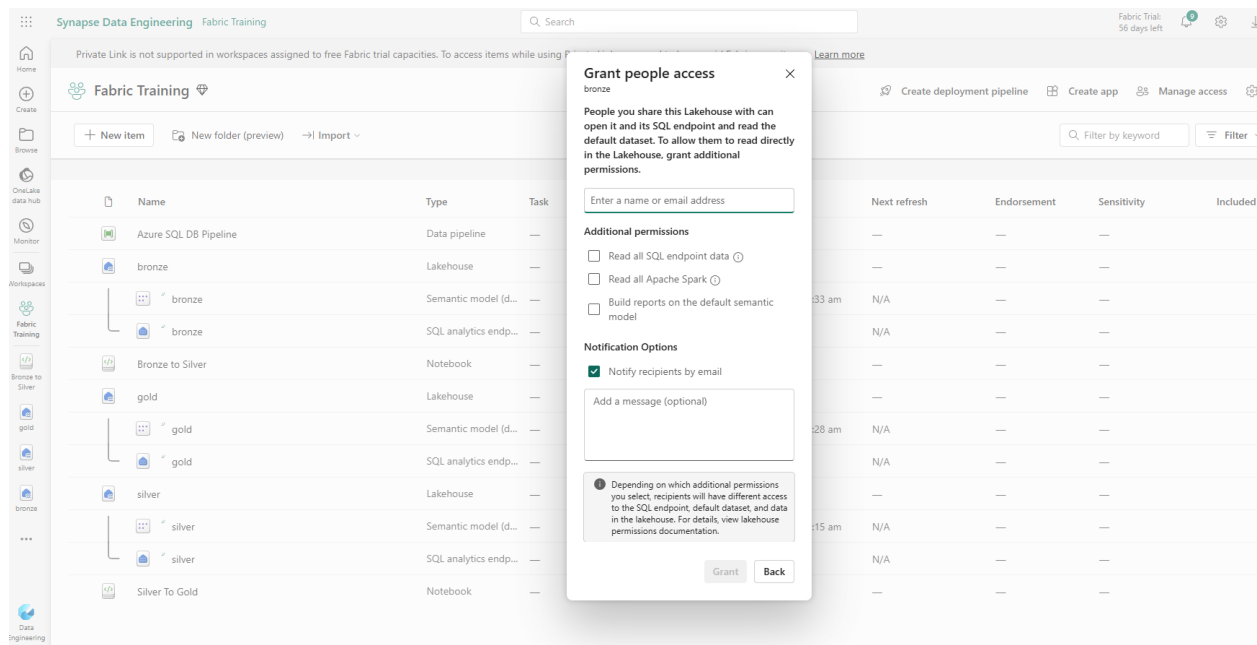 Synapse Data Engineering Fabric Training
Search
Fabric Trial:
56 days left
9
Home
Create
Browse
OneLake
data hub
Monitor
Workspaces
Fabric
Training
Bronze to
Silver
gold
silver
bronze
Data
Engineering
Private Link is not supported in workspaces assigned to free Fabric trial capacities. To access items while using
Learn more
Fabric Training
Create deployment pipeline Create app Manage access
New item New folder (preview) Import
Filter by keyword Filter
Name Type Task Next refresh Endorsement Sensitivity Included
Azure SQL DB Pipeline Data pipeline — — — —
bronze Lakehouse — — — —
bronze Semantic model (d... — :33 am N/A — —
bronze SQL analytics endp... — N/A — —
Bronze to Silver Notebook — — — —
gold Lakehouse — — — —
gold Semantic model (d... — :28 am N/A — —
gold SQL analytics endp... — N/A — —
silver Lakehouse — — — —
silver Semantic model (d... — :15 am N/A — —
silver SQL analytics endp... — N/A — —
Silver To Gold Notebook — — — —
Grant people access
bronze
People you share this Lakehouse with can
open it and its SQL endpoint and read the
default dataset. To allow them to read directly
in the Lakehouse, grant additional
permissions.
Enter a name or email address
Additional permissions
Read all SQL endpoint data
Read all Apache Spark
Build reports on the default semantic
model
Notification Options
Notify recipients by email
Add a message (optional)
Depending on which additional permissions
you select, recipients will have different access
to the SQL endpoint, default dataset, and data
in the lakehouse. For details, view lakehouse
permissions documentation.
Grant Back